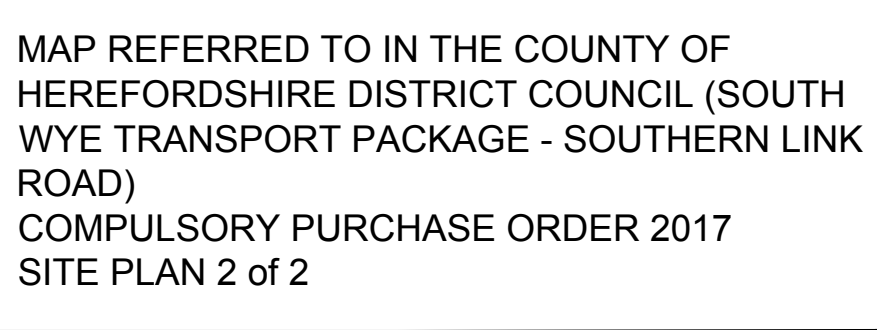 MAP REFERRED TO IN THE COUNTY OF
HEREFORDSHIRE DISTRICT COUNCIL (SOUTH
WYE TRANSPORT PACKAGE - SOUTHERN LINK
ROAD)
COMPULSORY PURCHASE ORDER 2017
SITE PLAN 2 of 2